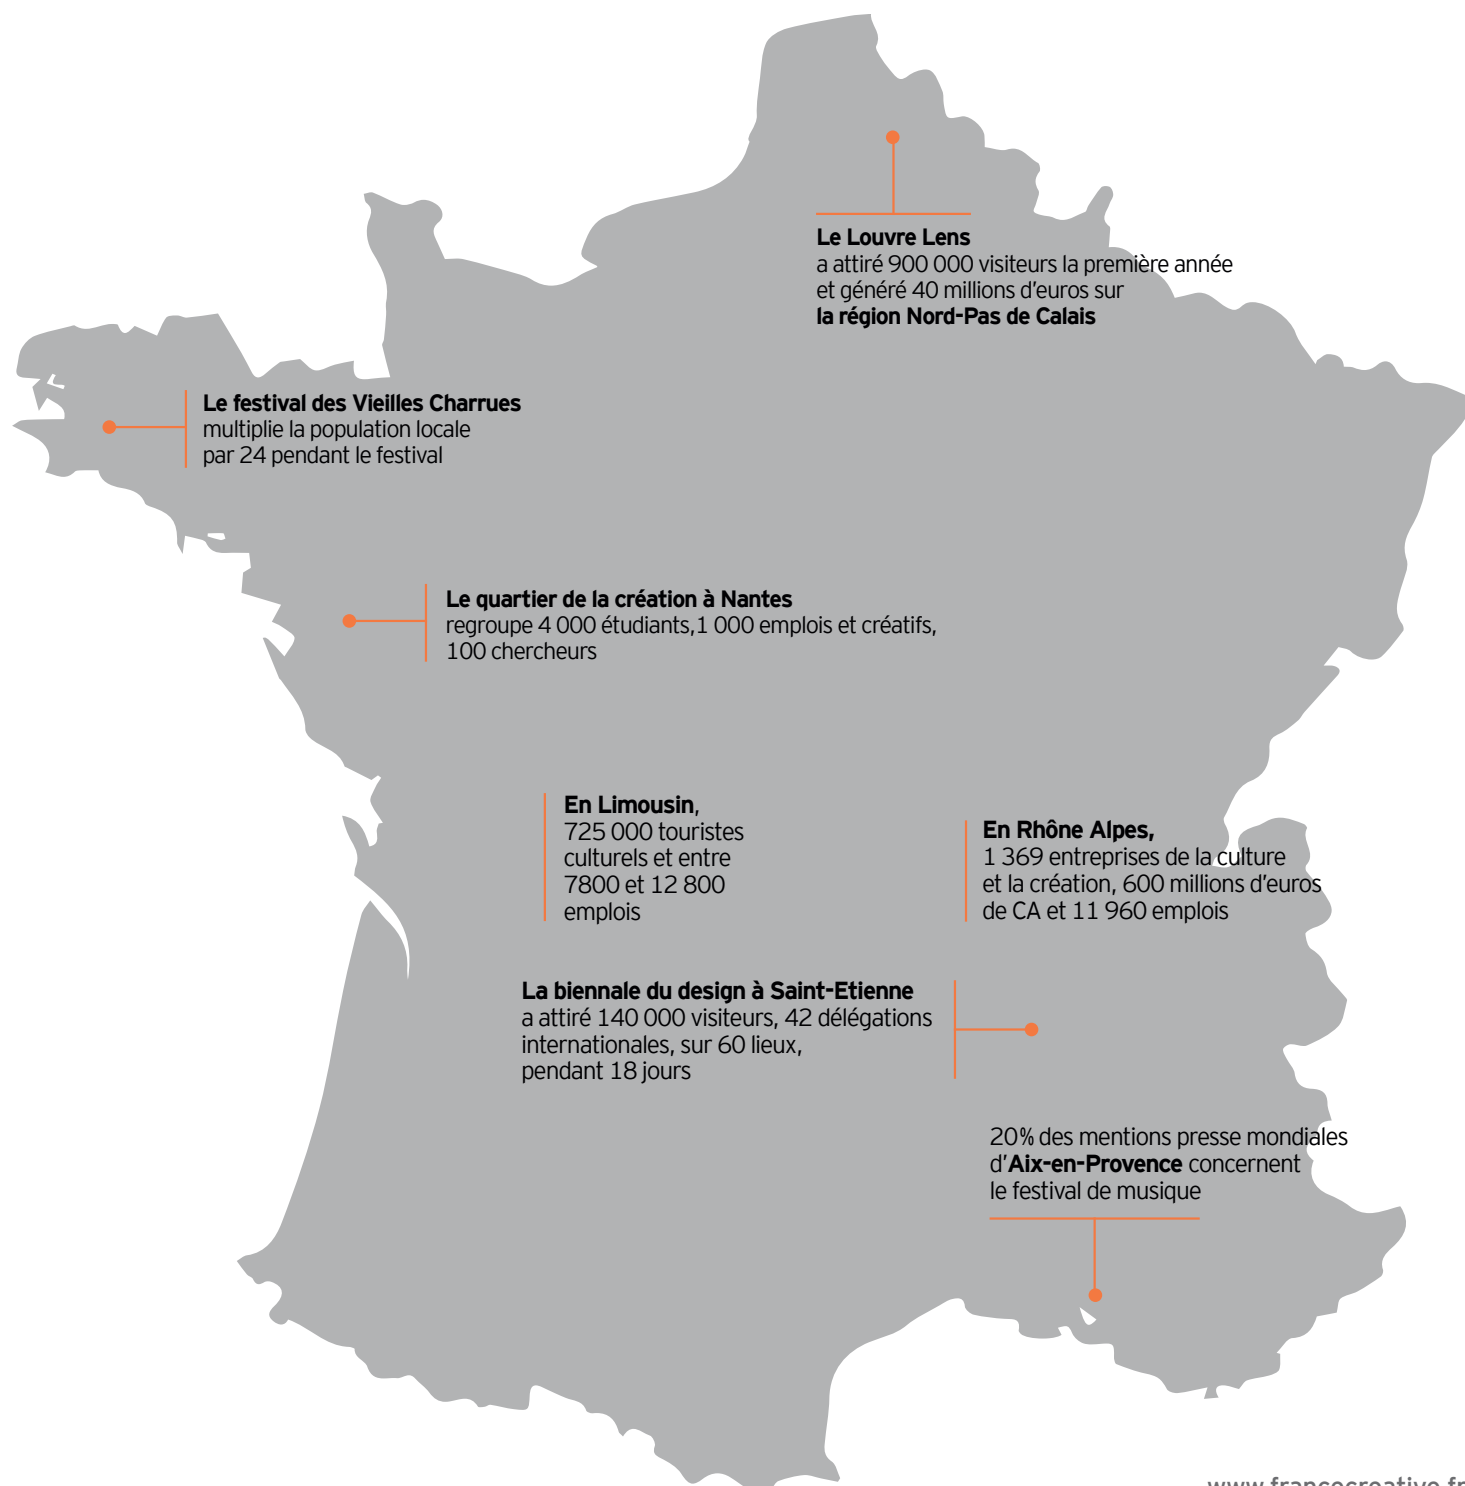 Le Louvre Lens
a attiré 900 000 visiteurs la première année
et généré 40 millions d'euros sur
la région Nord-Pas de Calais
Le festival des Vieilles Charrues
multiplie la population locale
par 24 pendant le festival
Le quartier de la création à Nantes
regroupe 4 000 étudiants,1 000 emplois et créatifs,
100 chercheurs
En Limousin,
725 000 touristes
culturels et entre
7800 et 12 800
emplois
En Rhône Alpes,
1 369 entreprises de la culture
et la création, 600 millions d'euros
de CA et 11 960 emplois
La biennale du design à Saint-Etienne
a attiré 140 000 visiteurs, 42 délégations
internationales, sur 60 lieux,
pendant 18 jours
20% des mentions presse mondiales
d'Aix-en-Provence concernent
le festival de musique